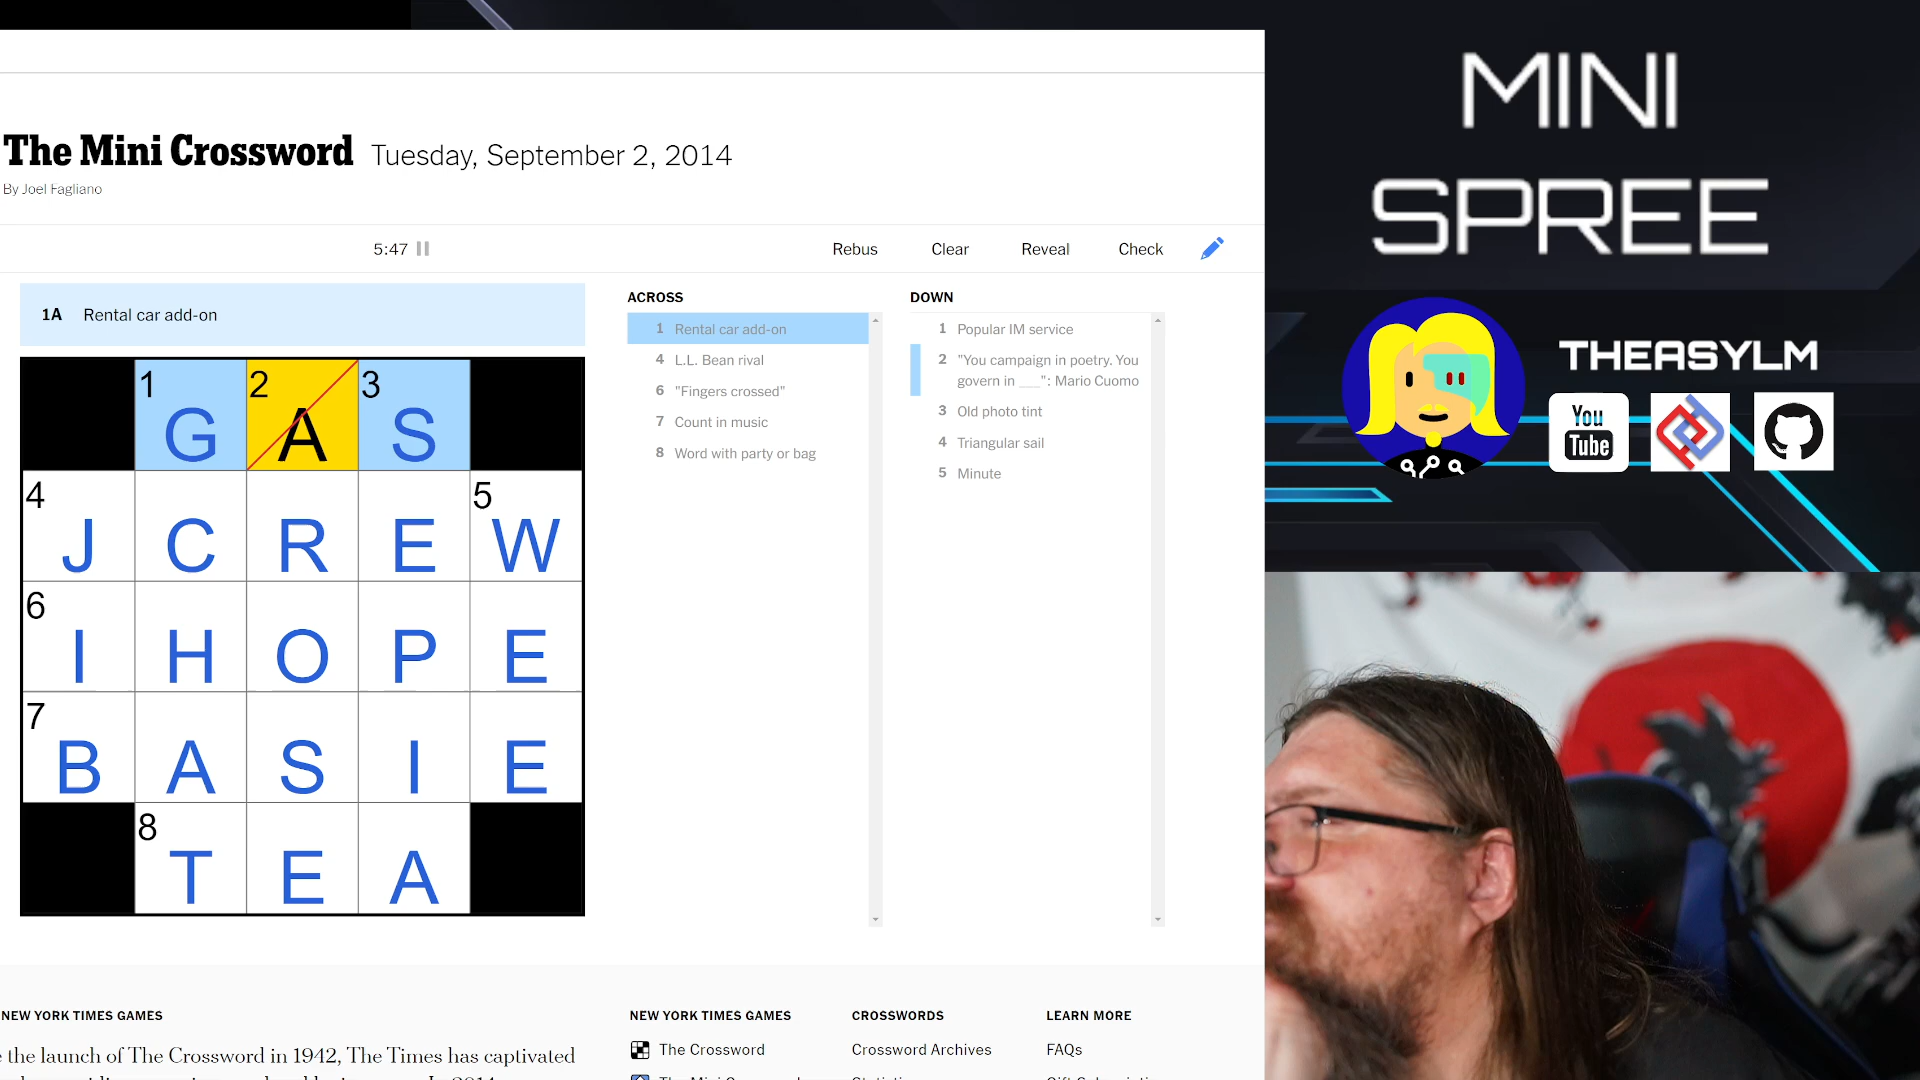 MINI
SPREE
THEASYLM
You
Tube
The Mini Crossword Tuesday, September 2, 2014
By Joel Fagliano
5:47
Rebus Clear Reveal Check
1A Rental car add-on
1 G 2 A 3 S
4 J C R E 5 W
6 I H O P E
7 B A S I E
8 T E A
ACROSS
1 Rental car add-on
4 L.L. Bean rival
6 "Fingers crossed"
7 Count in music
8 Word with party or bag
DOWN
1 Popular IM service
2 "You campaign in poetry. You
govern in ___": Mario Cuomo
3 Old photo tint
4 Triangular sail
5 Minute
NEW YORK TIMES GAMES
the launch of The Crossword in 1942, The Times has captivated
NEW YORK TIMES GAMES
The Crossword
CROSSWORDS
Crossword Archives
LEARN MORE
FAQs